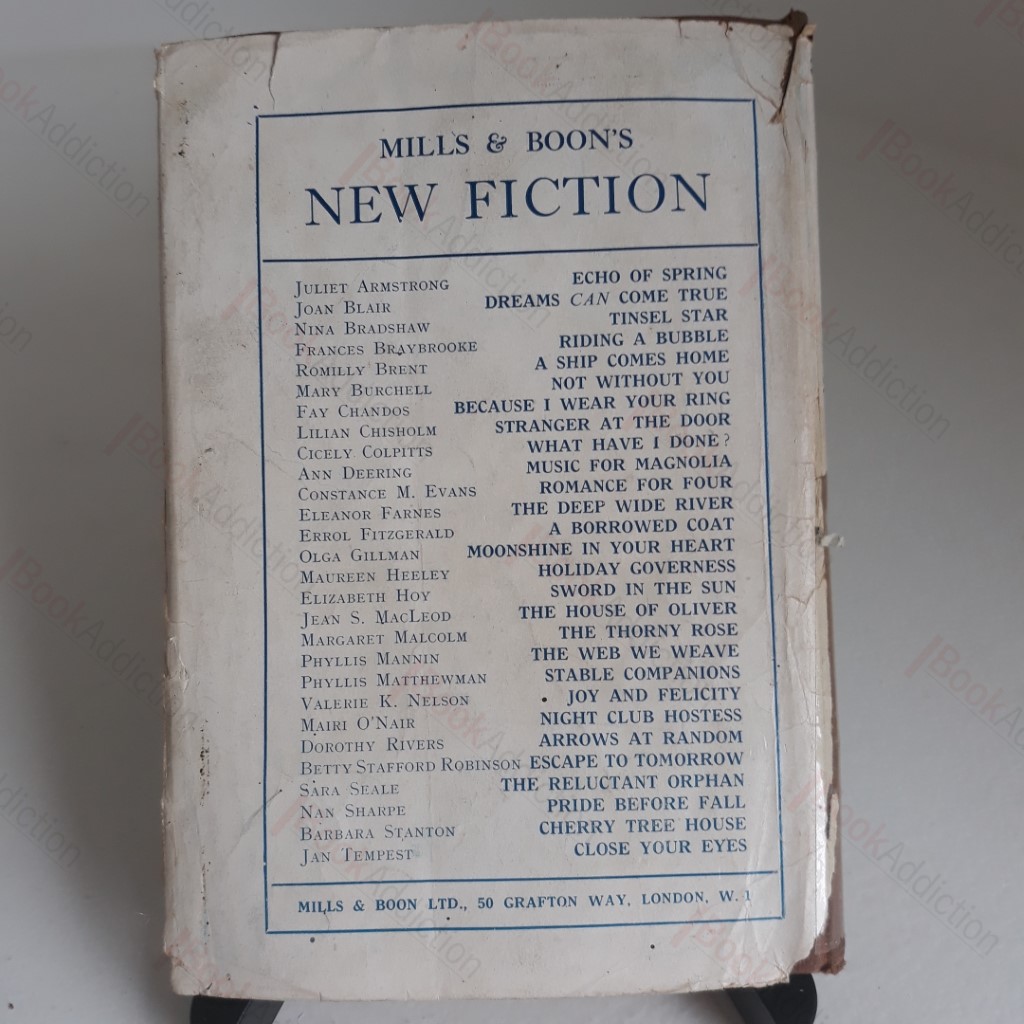 MILLS & BOON'S
NEW FICTION
JULIET ARMSTRONG ECHO OF SPRING
JOAN BLAIR DREAMS CAN COME TRUE
NINA BRADSHAW TINSEL STAR
FRANCES BRAYBROOKE RIDING A BUBBLE
ROMILLY BRENT A SHIP COMES HOME
MARY BURCHELL NOT WITHOUT YOU
FAY CHANDOS BECAUSE I WEAR YOUR RING
LILIAN CHISHOLM STRANGER AT THE DOOR
CICELY COLPITTS WHAT HAVE I DONE?
ANN DEERING MUSIC FOR MAGNOLIA
CONSTANCE M. EVANS ROMANCE FOR FOUR
ELEANOR FARNES THE DEEP WIDE RIVER
ERROL FITZGERALD A BORROWED COAT
OLGA GILLMAN MOONSHINE IN YOUR HEART
MAUREEN HEELEY HOLIDAY GOVERNESS
ELIZABETH HOY SWORD IN THE SUN
JEAN S. MACLEOD THE HOUSE OF OLIVER
MARGARET MALCOLM THE THORNY ROSE
PHYLLIS MANNIN THE WEB WE WEAVE
PHYLLIS MATTHEWMAN STABLE COMPANIONS
VALERIE K. NELSON JOY AND FELICITY
MAIRI O'NAIR NIGHT CLUB HOSTESS
DOROTHY RIVERS ARROWS AT RANDOM
BETTY STAFFORD ROBINSON ESCAPE TO TOMORROW
SARA SEALE THE RELUCTANT ORPHAN
NAN SHARPE PRIDE BEFORE FALL
BARBARA STANTON CHERRY TREE HOUSE
JAN TEMPEST CLOSE YOUR EYES
MILLS & BOON LTD., 50 GRAFTON WAY, LONDON, W.1
BookAddiction